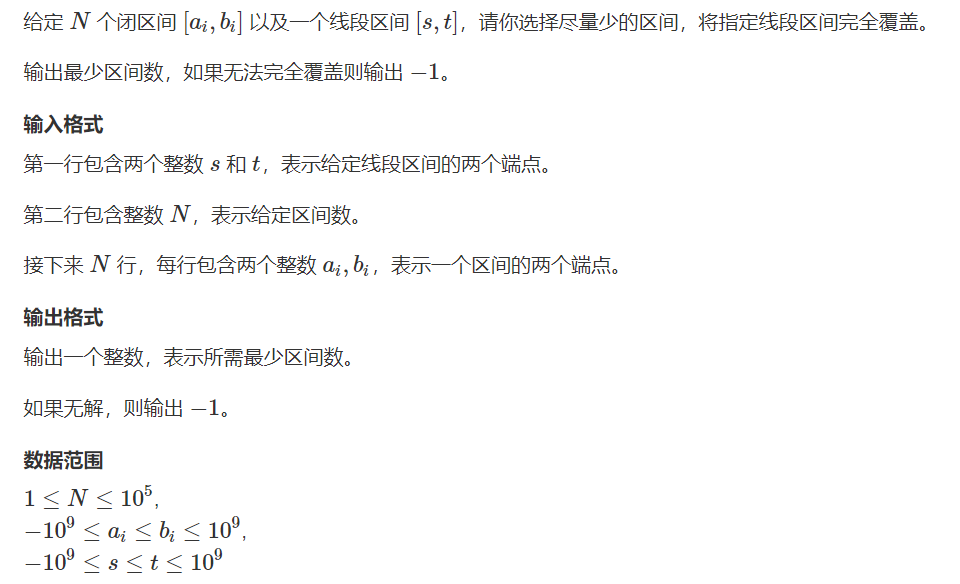 给定 N 个闭区间 [a_i, b_i] 以及一个线段区间 [s, t]，请你选择尽量少的区间，将指定线段区间完全覆盖。
输出最少区间数，如果无法完全覆盖则输出 −1。
输入格式
第一行包含两个整数 s 和 t，表示给定线段区间的两个端点。
第二行包含整数 N，表示给定区间数。
接下来 N 行，每行包含两个整数 a_i, b_i，表示一个区间的两个端点。
输出格式
输出一个整数，表示所需最少区间数。
如果无解，则输出 −1。
数据范围
1 ≤ N ≤ 10^5,
−10^9 ≤ a_i ≤ b_i ≤ 10^9,
−10^9 ≤ s ≤ t ≤ 10^9